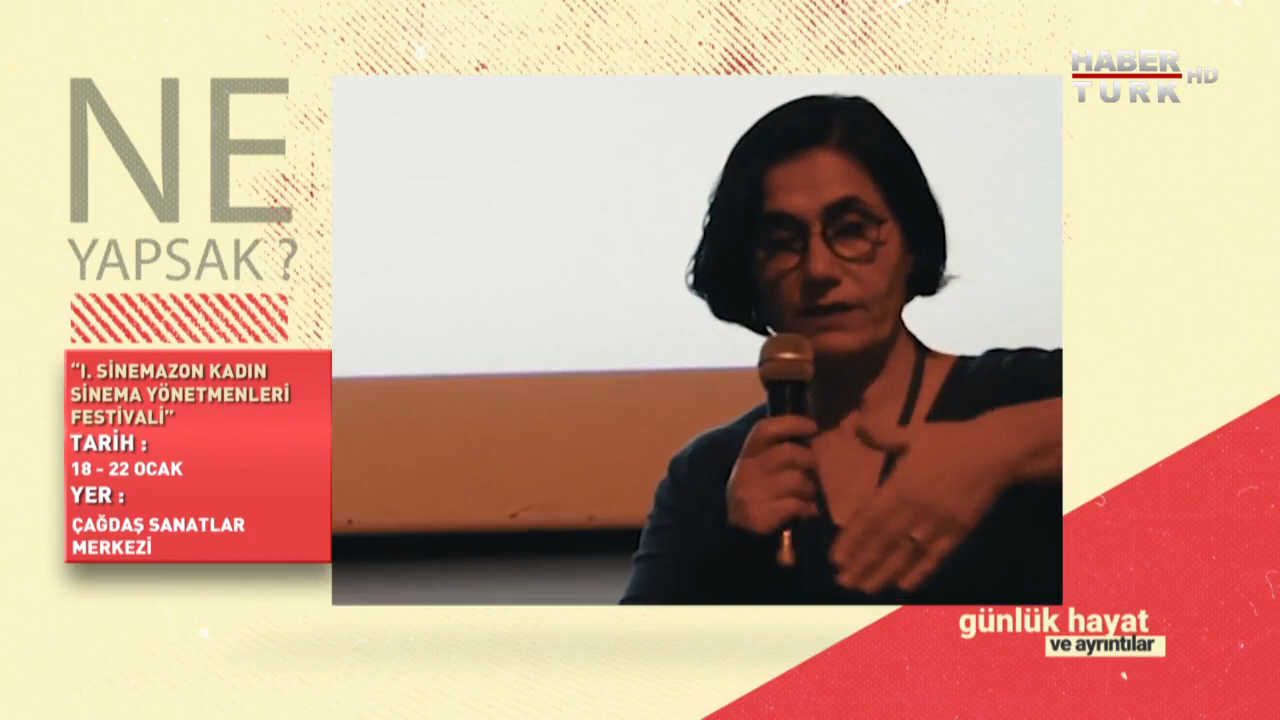 NE
YAPSAK ?
“I. SİNEMAZON KADIN
SİNEMA YÖNETMENLERİ
FESTİVALİ”
TARİH :
18 - 22 OCAK
YER :
ÇAĞDAŞ SANATLAR
MERKEZİ
HABER
TURK HD
günlük hayat
ve ayrıntılar